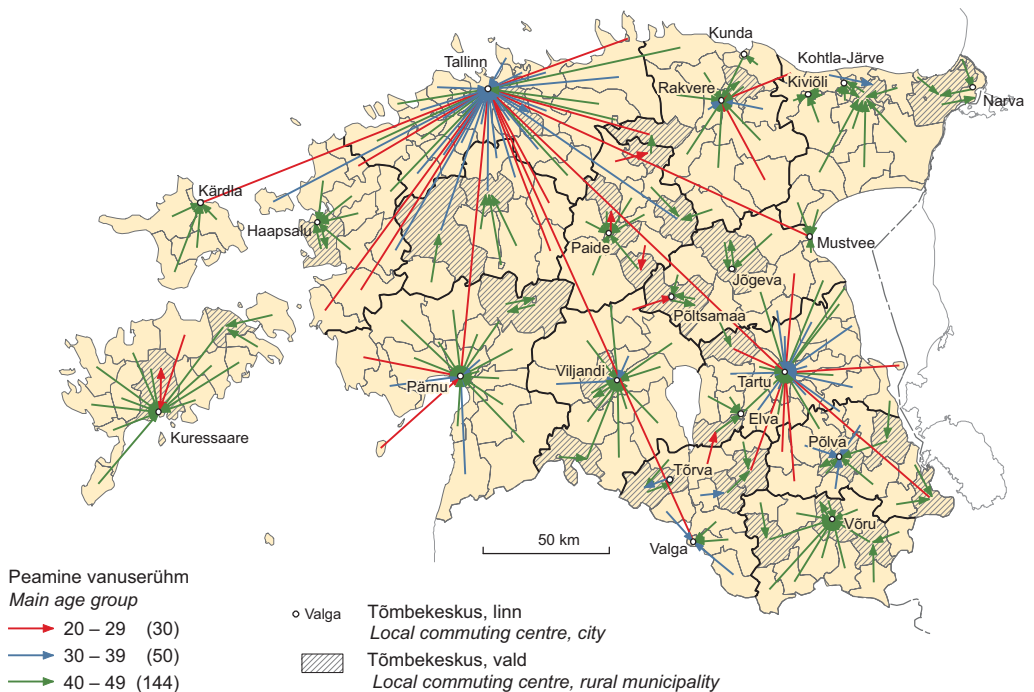 Kunda
Tallinn
Kohtla-Järve
Rakvere
Kiviõli
Narva
Kärdla
Haapsalu
Paide
Mustvee
Jõgeva
Põltsamaa
Pärnu
Viljandi
Tartu
Elva
Kuressaare
Põlva
Tõrva
Võru
Valga
50 km
Peamine vanuserühm
Main age group
20 – 29 (30)
30 – 39 (50)
40 – 49 (144)
Valga
Tõmbekeskus, linn
Local commuting centre, city
Tõmbekeskus, vald
Local commuting centre, rural municipality